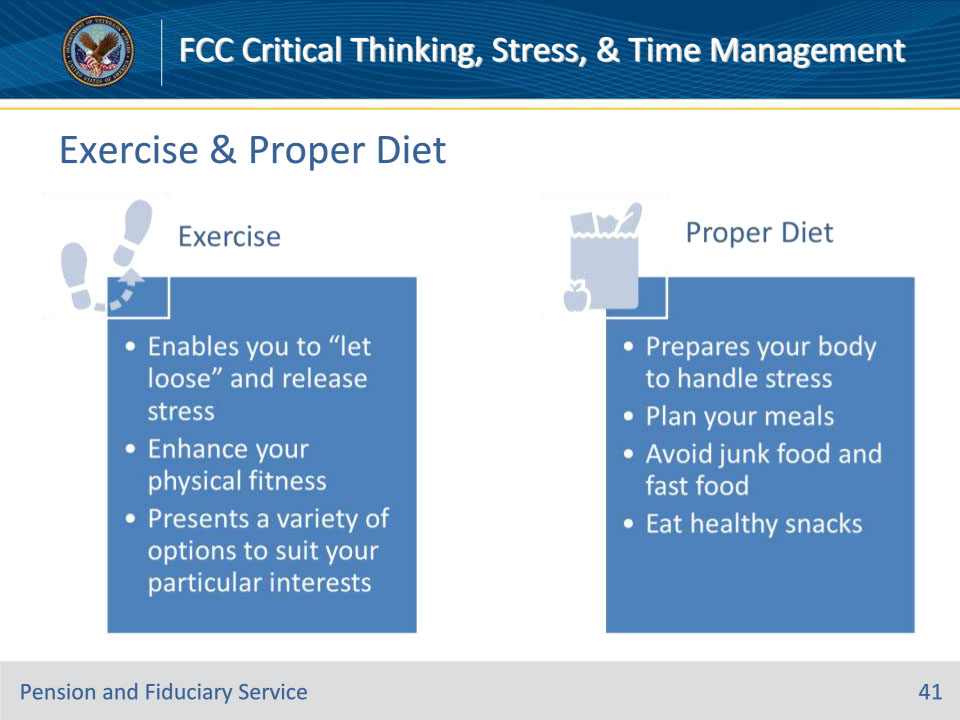 FCC Critical Thinking, Stress, & Time Management
Exercise & Proper Diet
Exercise
• Enables you to “let
loose” and release
stress
• Enhance your
physical fitness
• Presents a variety of
options to suit your
particular interests
Proper Diet
• Prepares your body
to handle stress
• Plan your meals
• Avoid junk food and
fast food
• Eat healthy snacks
Pension and Fiduciary Service
41